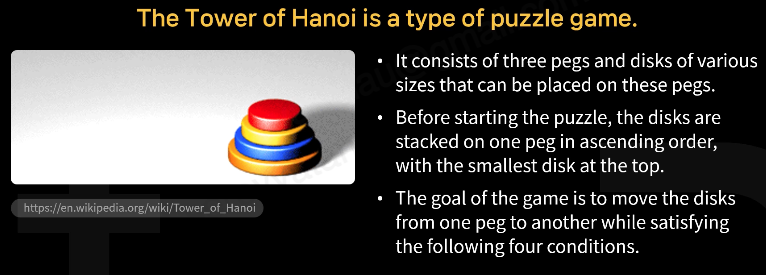 The Tower of Hanoi is a type of puzzle game.
• It consists of three pegs and disks of various
sizes that can be placed on these pegs.
• Before starting the puzzle, the disks are
stacked on one peg in ascending order,
with the smallest disk at the top.
• The goal of the game is to move the disks
from one peg to another while satisfying
the following four conditions.
https://en.wikipedia.org/wiki/Tower_of_Hanoi